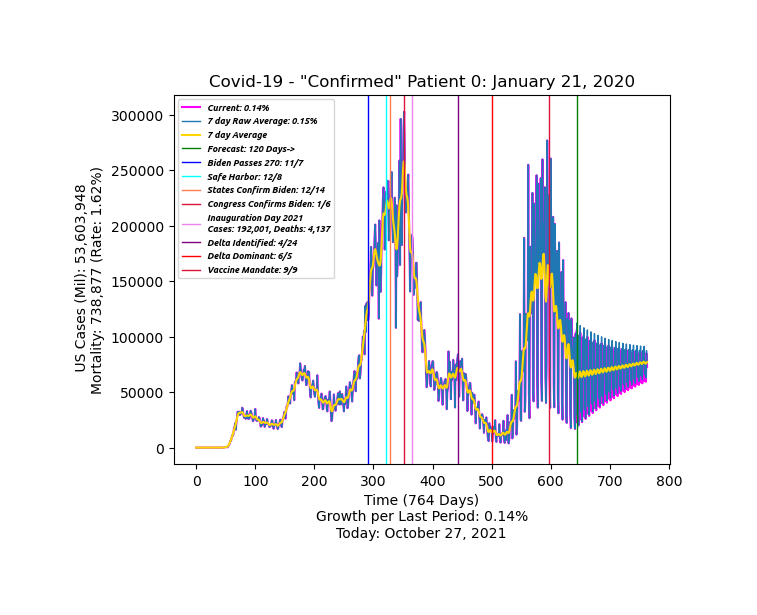 Covid-19 - "Confirmed" Patient 0: January 21, 2020
US Cases (Mil): 53,603,948
Mortality: 738,877 (Rate: 1.62%)
300000
250000
200000
150000
100000
50000
0
Current: 0.14%
7 day Raw Average: 0.15%
7 day Average
Forecast: 120 Days->
Biden Passes 270: 11/7
Safe Harbor: 12/8
States Confirm Biden: 12/14
Congress Confirms Biden: 1/6
Inauguration Day 2021
Cases: 192,001, Deaths: 4,137
Delta Identified: 4/24
Delta Dominant: 6/5
Vaccine Mandate: 9/9
0 100 200 300 400 500 600 700 800
Time (764 Days)
Growth per Last Period: 0.14%
Today: October 27, 2021